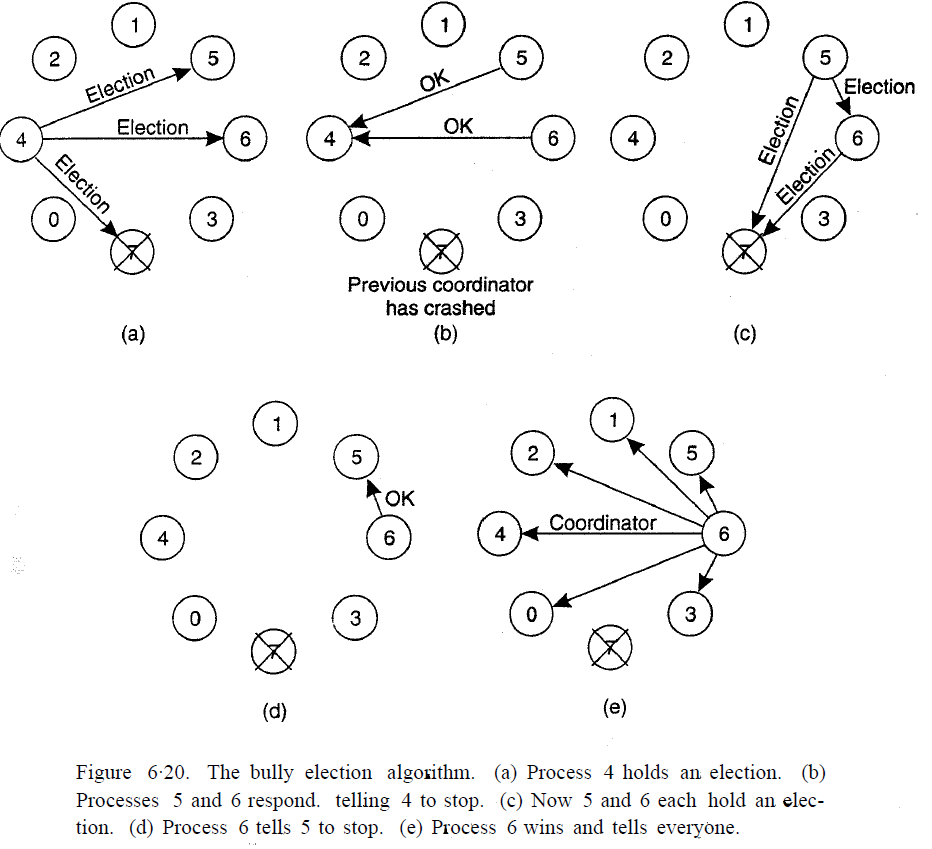 1
2
5
Election
4
Election
6
Election
0
3
7
(a)
1
2
5
OK
4
OK
6
0
3
7
Previous coordinator
has crashed
(b)
1
2
5
Election
Election
4
6
Election
0
3
7
(c)
1
2
5
OK
4
6
0
3
7
(d)
1
2
5
4
Coordinator
6
0
3
7
(e)
Figure 6·20. The bully election algorithm. (a) Process 4 holds an election. (b)
Processes 5 and 6 respond. telling 4 to stop. (c) Now 5 and 6 each hold an elec-
tion. (d) Process 6 tells 5 to stop. (e) Process 6 wins and tells everyone.